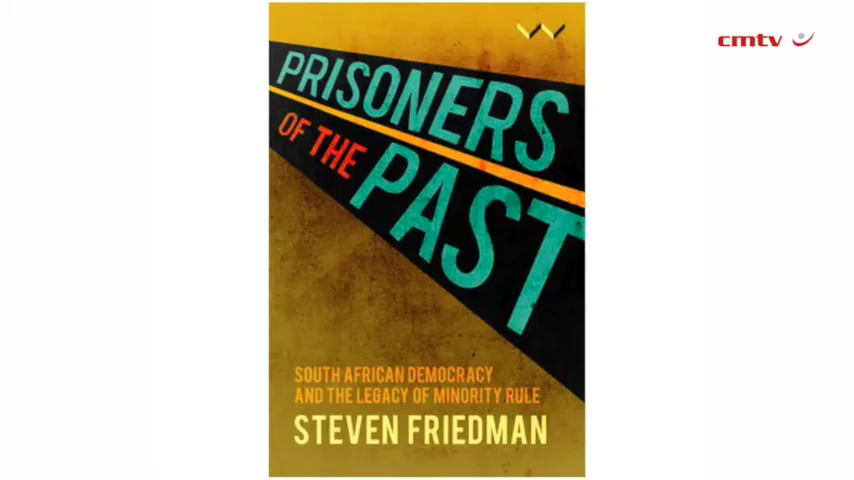 cmtv
PRISONERS
OF THE
PAST
SOUTH AFRICAN DEMOCRACY
AND THE LEGACY OF MINORITY RULE
STEVEN FRIEDMAN